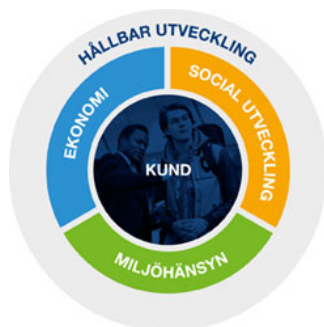 HÅLLBAR UTVECKLING
EKONOMI
SOCIAL UTVECKLING
KUND
MILJÖHÄNSYN